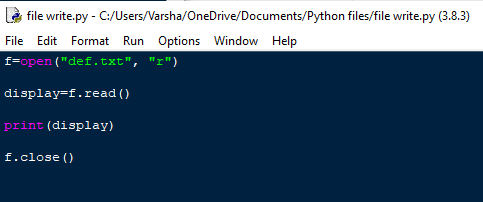 file write.py - C:/Users/Varsha/OneDrive/Documents/Python files/file write.py (3.8.3)
File Edit Format Run Options Window Help
f=open("def.txt", "r")
display=f.read()
print(display)
f.close()